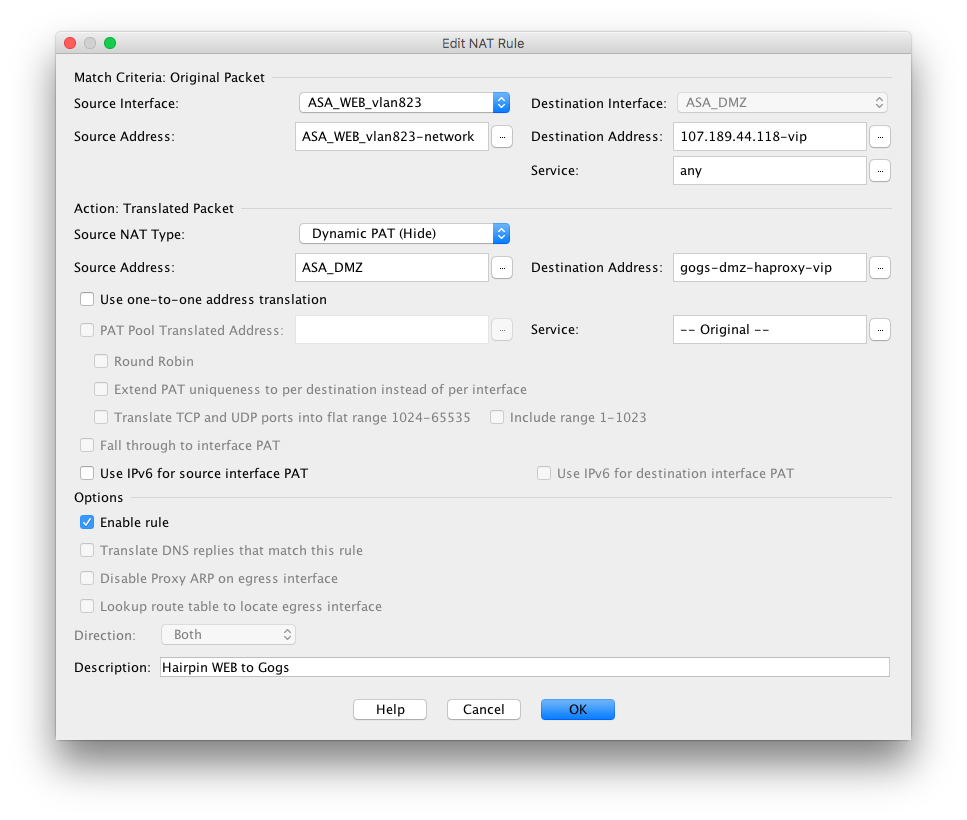 Edit NAT Rule
Match Criteria: Original Packet
Source Interface: ASA_WEB_vlan823 Destination Interface: ASA_DMZ
Source Address: ASA_WEB_vlan823-network ... Destination Address: 107.189.44.118-vip ...
Service: any ...
Action: Translated Packet
Source NAT Type: Dynamic PAT (Hide)
Source Address: ASA_DMZ ... Destination Address: gogs-dmz-haproxy-vip ...
Use one-to-one address translation
PAT Pool Translated Address: ... Service: -- Original -- ...
Round Robin
Extend PAT uniqueness to per destination instead of per interface
Translate TCP and UDP ports into flat range 1024-65535 Include range 1-1023
Fall through to interface PAT
Use IPv6 for source interface PAT Use IPv6 for destination interface PAT
Options
Enable rule
Translate DNS replies that match this rule
Disable Proxy ARP on egress interface
Lookup route table to locate egress interface
Direction: Both
Description: Hairpin WEB to Gogs
Help Cancel OK